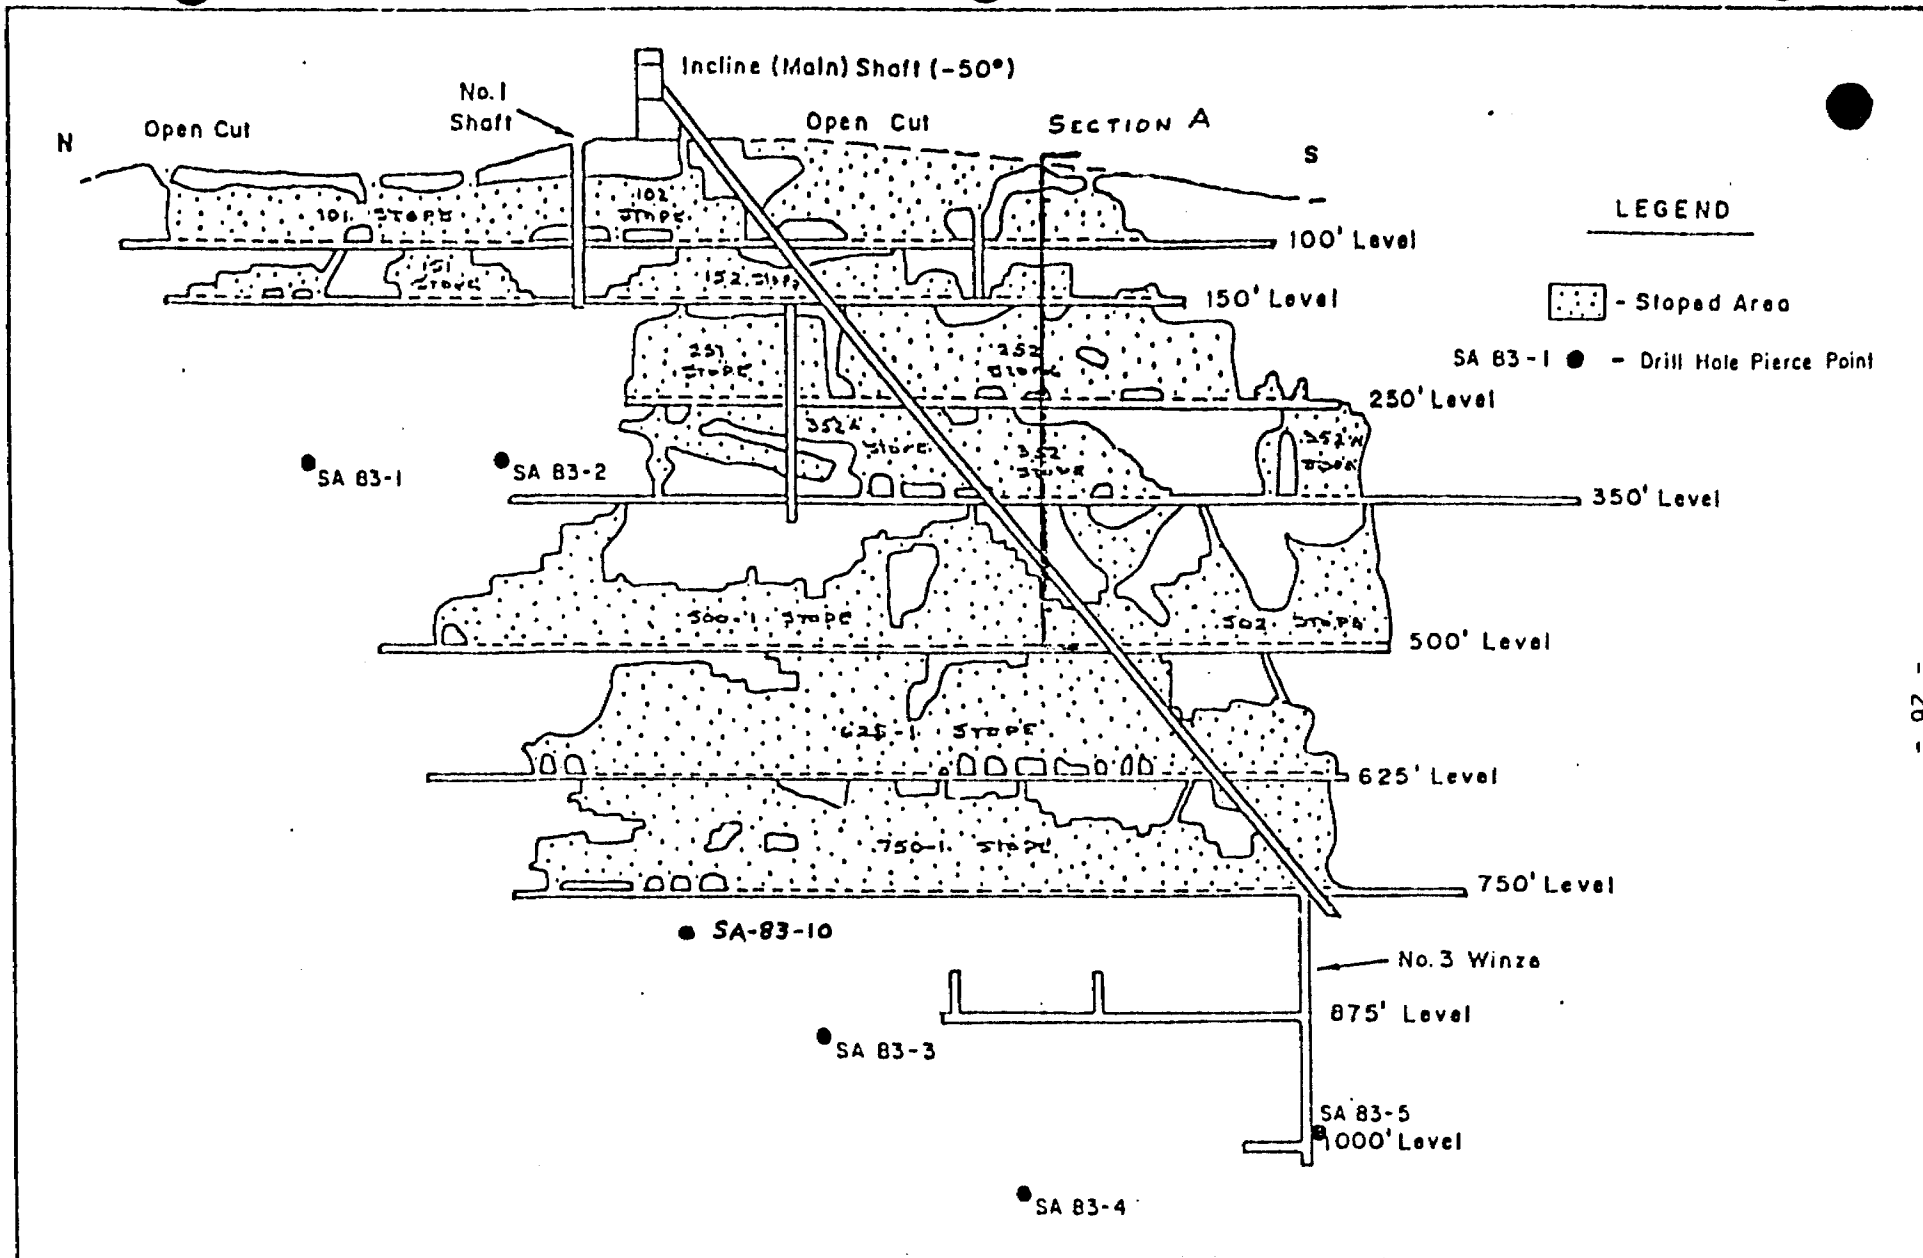 Incline (Main) Shaft (-50°)
No. 1
Shaft
Open Cut
Open Cut
SECTION A
N
S
LEGEND
- Stoped Area
SA 83-1 ● - Drill Hole Pierce Point
101 STOPE
102
STOPE
100' Level
151
STOPE
152 STOPE
150' Level
251
STOPE
252
STOPE
250' Level
352
STOPE
STOPE
352 N
SA 83-1
SA 83-2
350' Level
500-1 STOPE
502 STOPE
500' Level
625-1 STOPE
625' Level
750-1 STOPE
750' Level
SA-83-10
No. 3 Winze
875' Level
SA 83-3
SA 83-5
1000' Level
SA 83-4
- 26 -